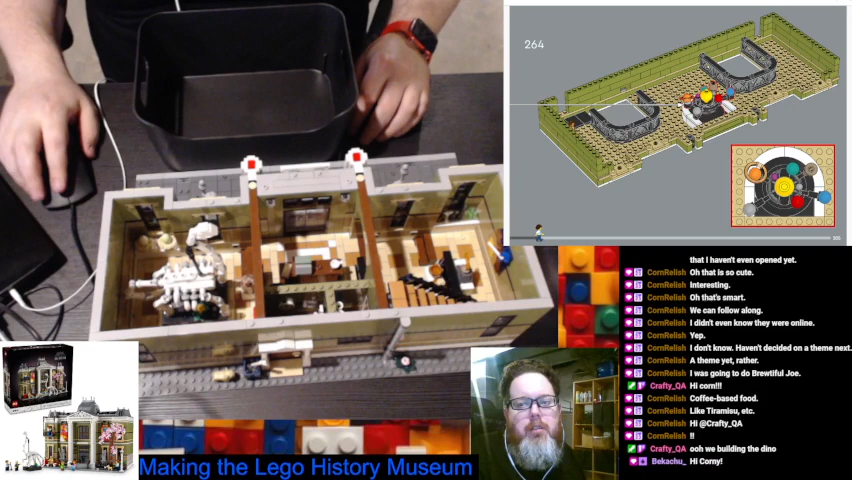 264
that I haven't even opened yet.
CornRelish Oh that is so cute.
CornRelish Interesting.
CornRelish Oh that's smart.
CornRelish We can follow along.
CornRelish I didn't even know they were online.
CornRelish Yep.
CornRelish I don't know. Haven't decided on a theme next.
CornRelish A theme yet, rather.
CornRelish I was going to do Brewtiful Joe.
Crafty_QA Hi corn!!!
CornRelish Coffee-based food.
CornRelish Like Tiramisu, etc.
CornRelish Hi @Crafty_QA
CornRelish !!
Crafty_QA ooh we building the dino
Bekachu_ Hi Corny!
Making the Lego History Museum